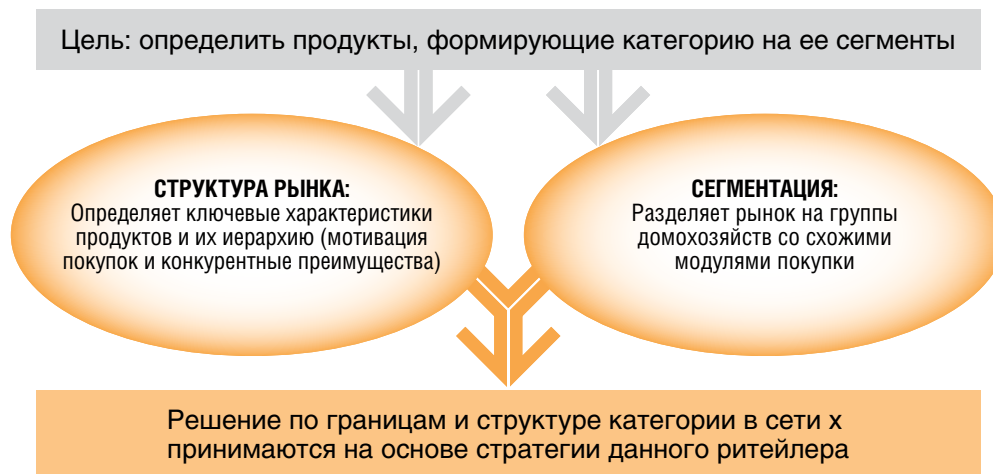 Цель: определить продукты, формирующие категорию на ее сегменты
СТРУКТУРА РЫНКА:
Определяет ключевые характеристики
продуктов и их иерархию (мотивация
покупок и конкурентные преимущества)
СЕГМЕНТАЦИЯ:
Разделяет рынок на группы
домохозяйств со схожими
модулями покупки
Решение по границам и структуре категории в сети х
принимаются на основе стратегии данного ритейлера